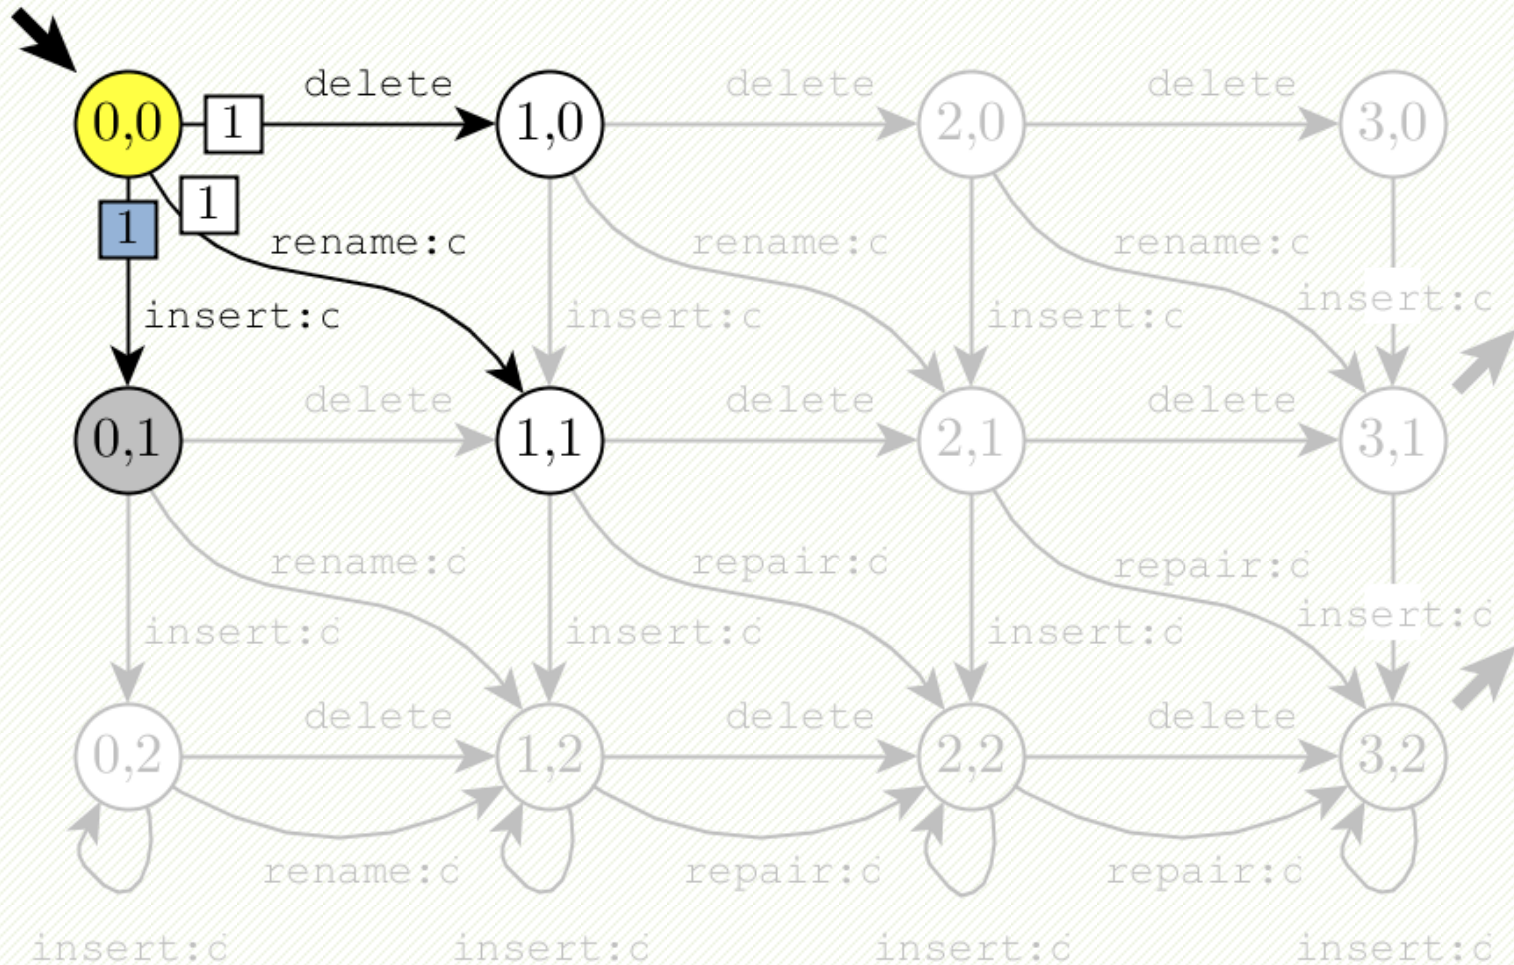 delete delete delete
0,0 1 1,0 2,0 3,0
1 1
rename:c rename:c rename:c
insert:c insert:c insert:c insert:c
delete delete delete
0,1 1,1 2,1 3,1
rename:d repair:d repair:d
insert:d insert:d insert:d insert:d
delete delete delete
0,2 1,2 2,2 3,2
rename:d repair:d repair:d
insert:d insert:d insert:d insert:d